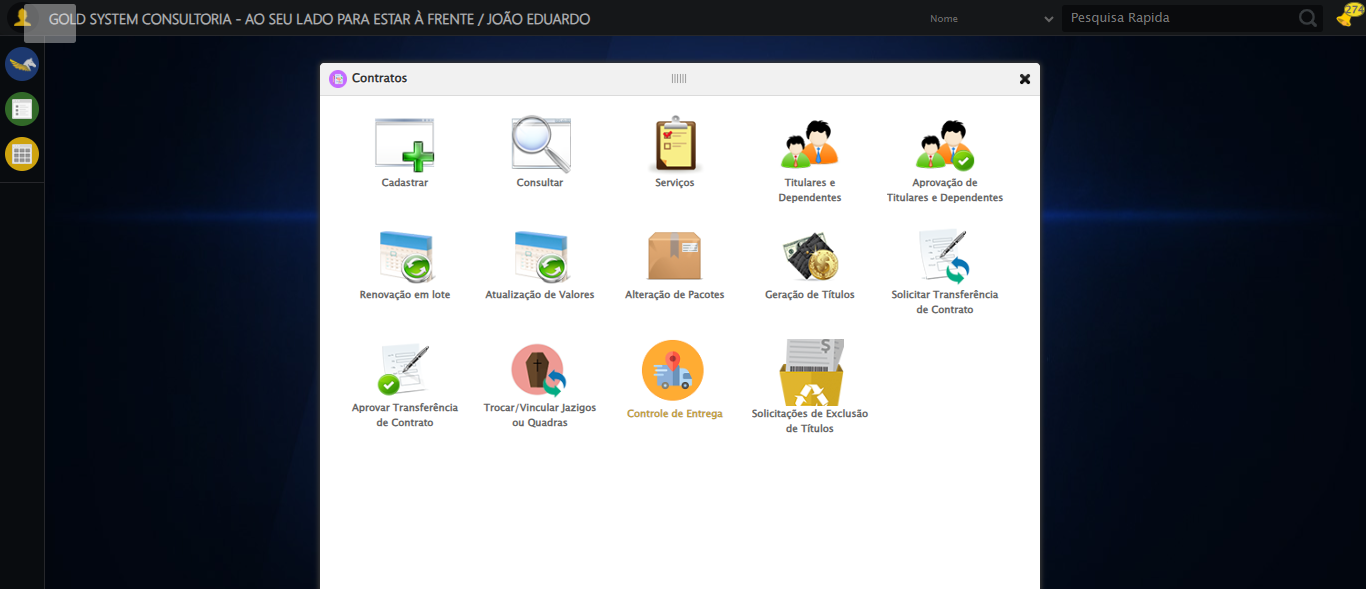 GOLD SYSTEM CONSULTORIA - AO SEU LADO PARA ESTAR À FRENTE / JOÃO EDUARDO
Nome
Pesquisa Rapida
274
Contratos
Cadastrar
Consultar
Serviços
Titulares e
Dependentes
Aprovação de
Titulares e Dependentes
Renovação em lote
Atualização de Valores
Alteração de Pacotes
Geração de Títulos
Solicitar Transferência
de Contrato
Aprovar Transferência
de Contrato
Trocar/Vincular Jazigos
ou Quadras
Controle de Entrega
Solicitações de Exclusão
de Títulos